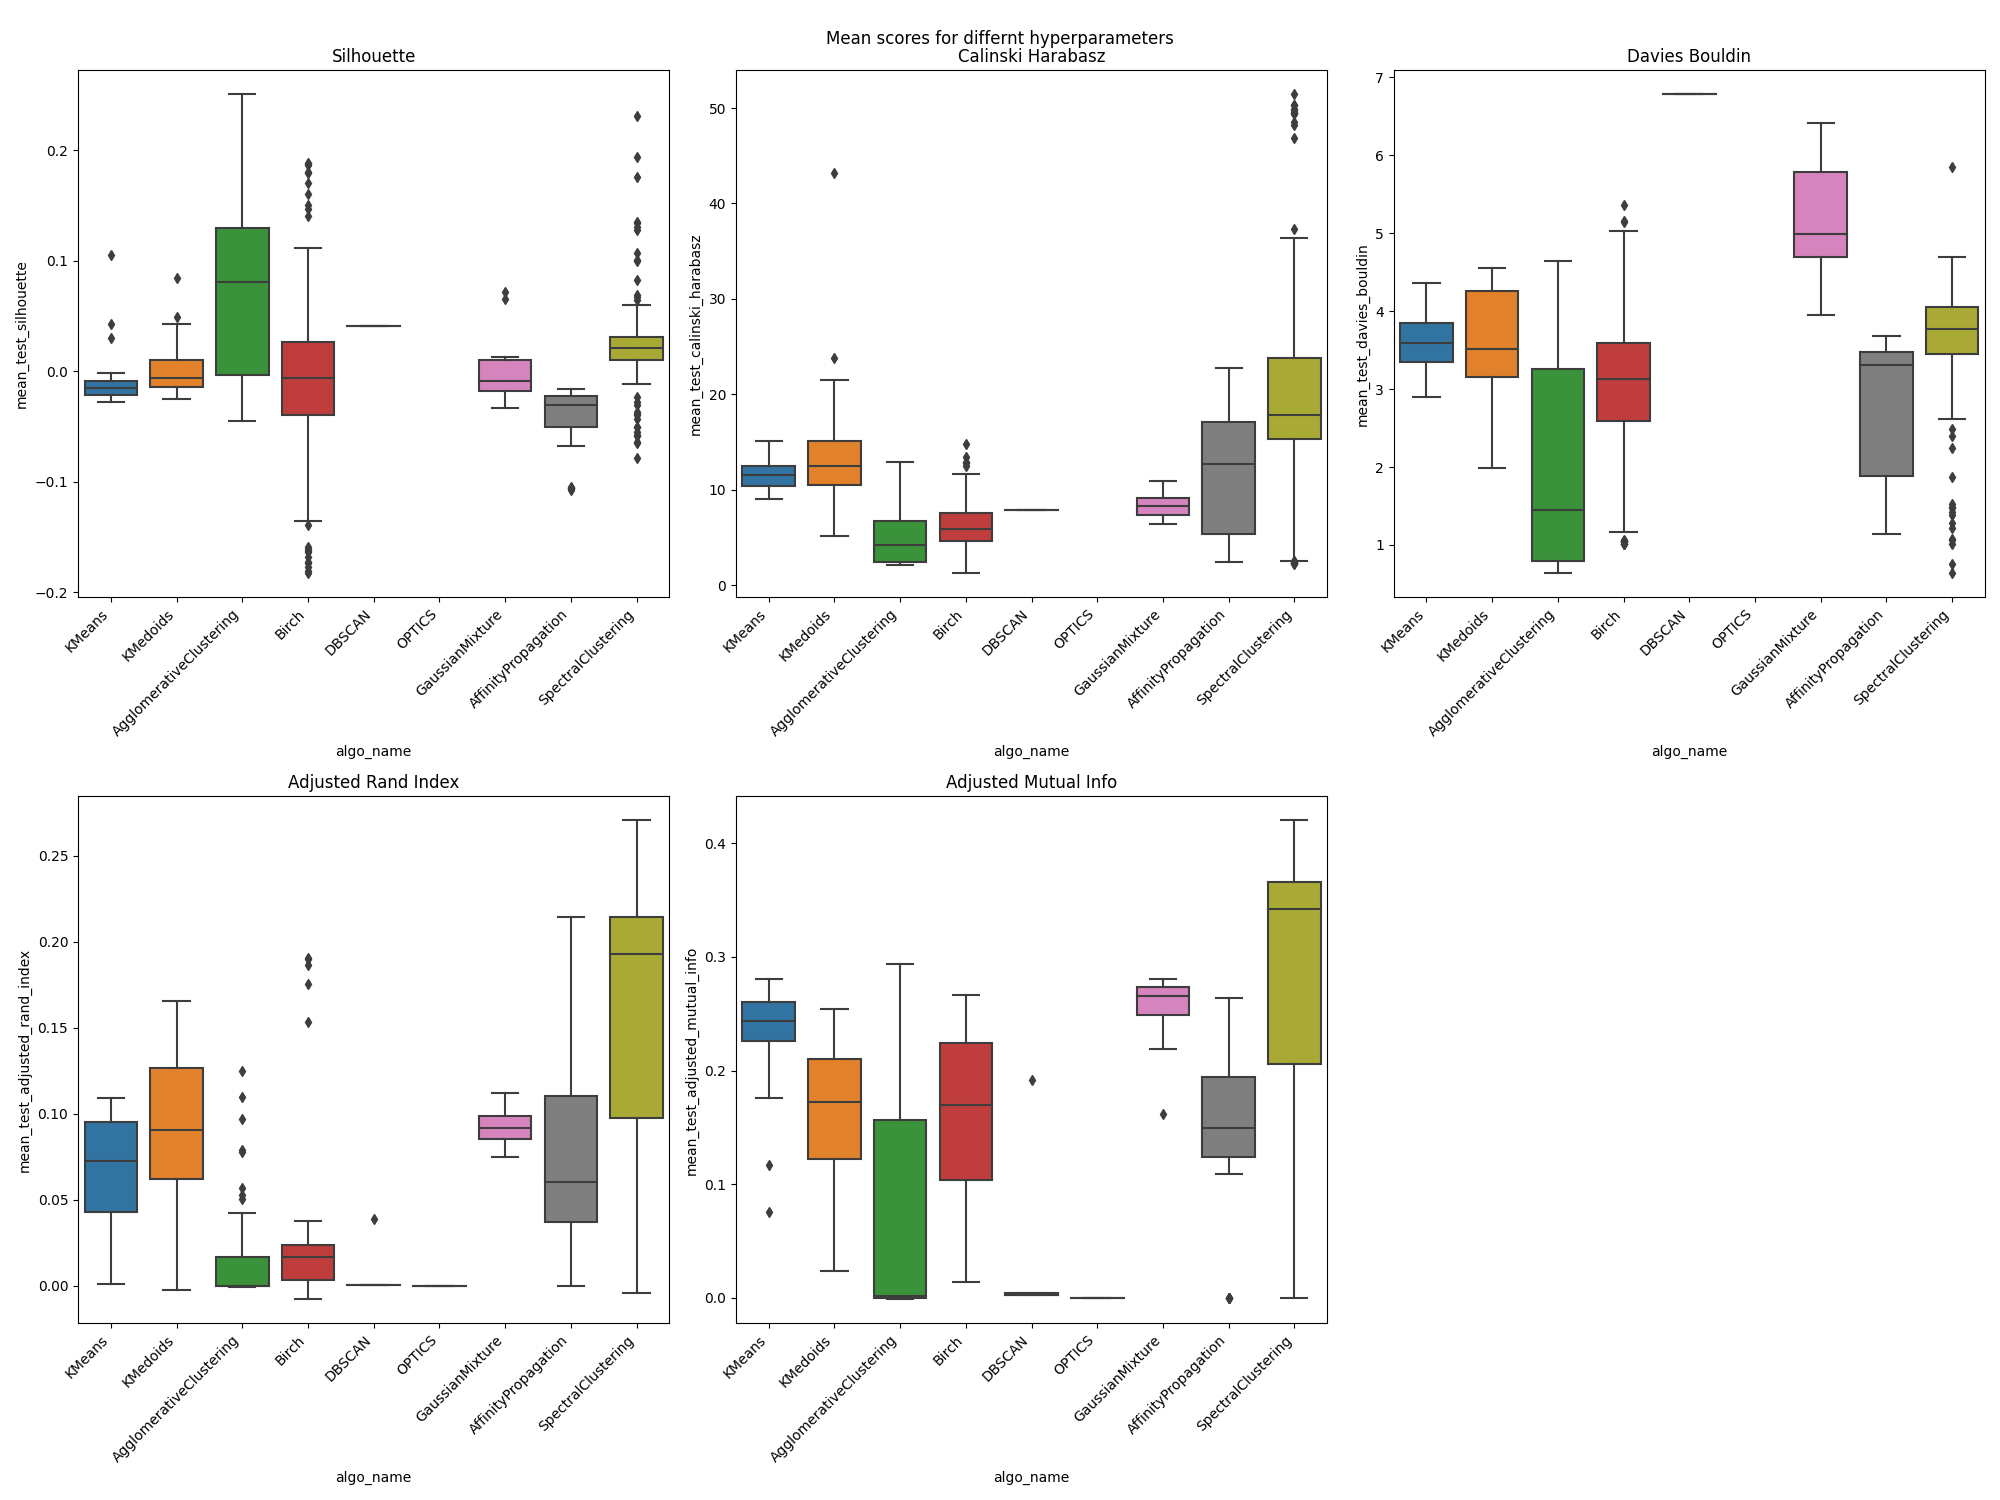 Mean scores for differnt hyperparameters
Silhouette
mean_test_silhouette
0.2
0.1
0.0
−0.1
−0.2
KMeans
KMedoids
AgglomerativeClustering
Birch
DBSCAN
OPTICS
GaussianMixture
AffinityPropagation
SpectralClustering
algo_name
Calinski Harabasz
mean_test_calinski_harabasz
50
40
30
20
10
0
KMeans
KMedoids
AgglomerativeClustering
Birch
DBSCAN
OPTICS
GaussianMixture
AffinityPropagation
SpectralClustering
algo_name
Davies Bouldin
mean_test_davies_bouldin
7
6
5
4
3
2
1
KMeans
KMedoids
AgglomerativeClustering
Birch
DBSCAN
OPTICS
GaussianMixture
AffinityPropagation
SpectralClustering
algo_name
Adjusted Rand Index
mean_test_adjusted_rand_index
0.25
0.20
0.15
0.10
0.05
0.00
KMeans
KMedoids
AgglomerativeClustering
Birch
DBSCAN
OPTICS
GaussianMixture
AffinityPropagation
SpectralClustering
algo_name
Adjusted Mutual Info
mean_test_adjusted_mutual_info
0.4
0.3
0.2
0.1
0.0
KMeans
KMedoids
AgglomerativeClustering
Birch
DBSCAN
OPTICS
GaussianMixture
AffinityPropagation
SpectralClustering
algo_name